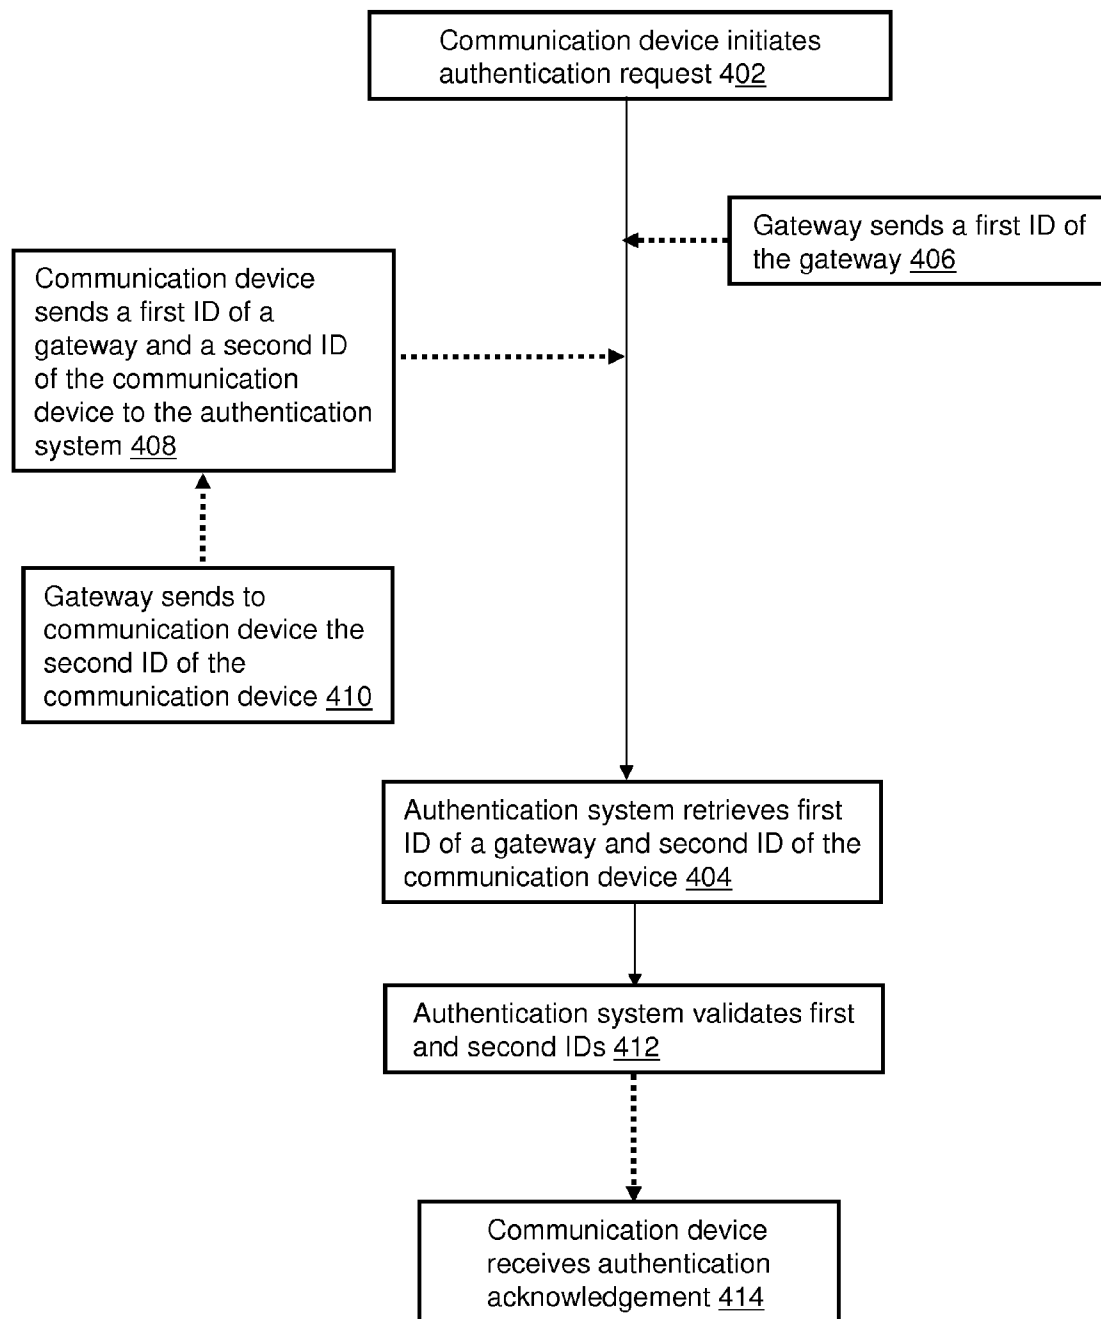 Communication device initiates
authentication request 402
Gateway sends a first ID of
the gateway 406
Communication device
sends a first ID of a
gateway and a second ID
of the communication
device to the authentication
system 408
Gateway sends to
communication device the
second ID of the
communication device 410
Authentication system retrieves first
ID of a gateway and second ID of the
communication device 404
Authentication system validates first
and second IDs 412
Communication device
receives authentication
acknowledgement 414